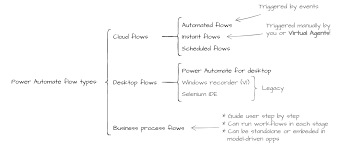 Triggered by events
Automated flows
Triggered manually by
you or Virtual Agents
Cloud flows
Instant flows
Scheduled flows
Power Automate flow types
Desktop flows
Power Automate for desktop
Windows recorder (V1)
Selenium IDE
Legacy
Business process flows
* Guide user step by step
* Can run workflows in each stage
* Can be standalone or embeded in
model-driven apps